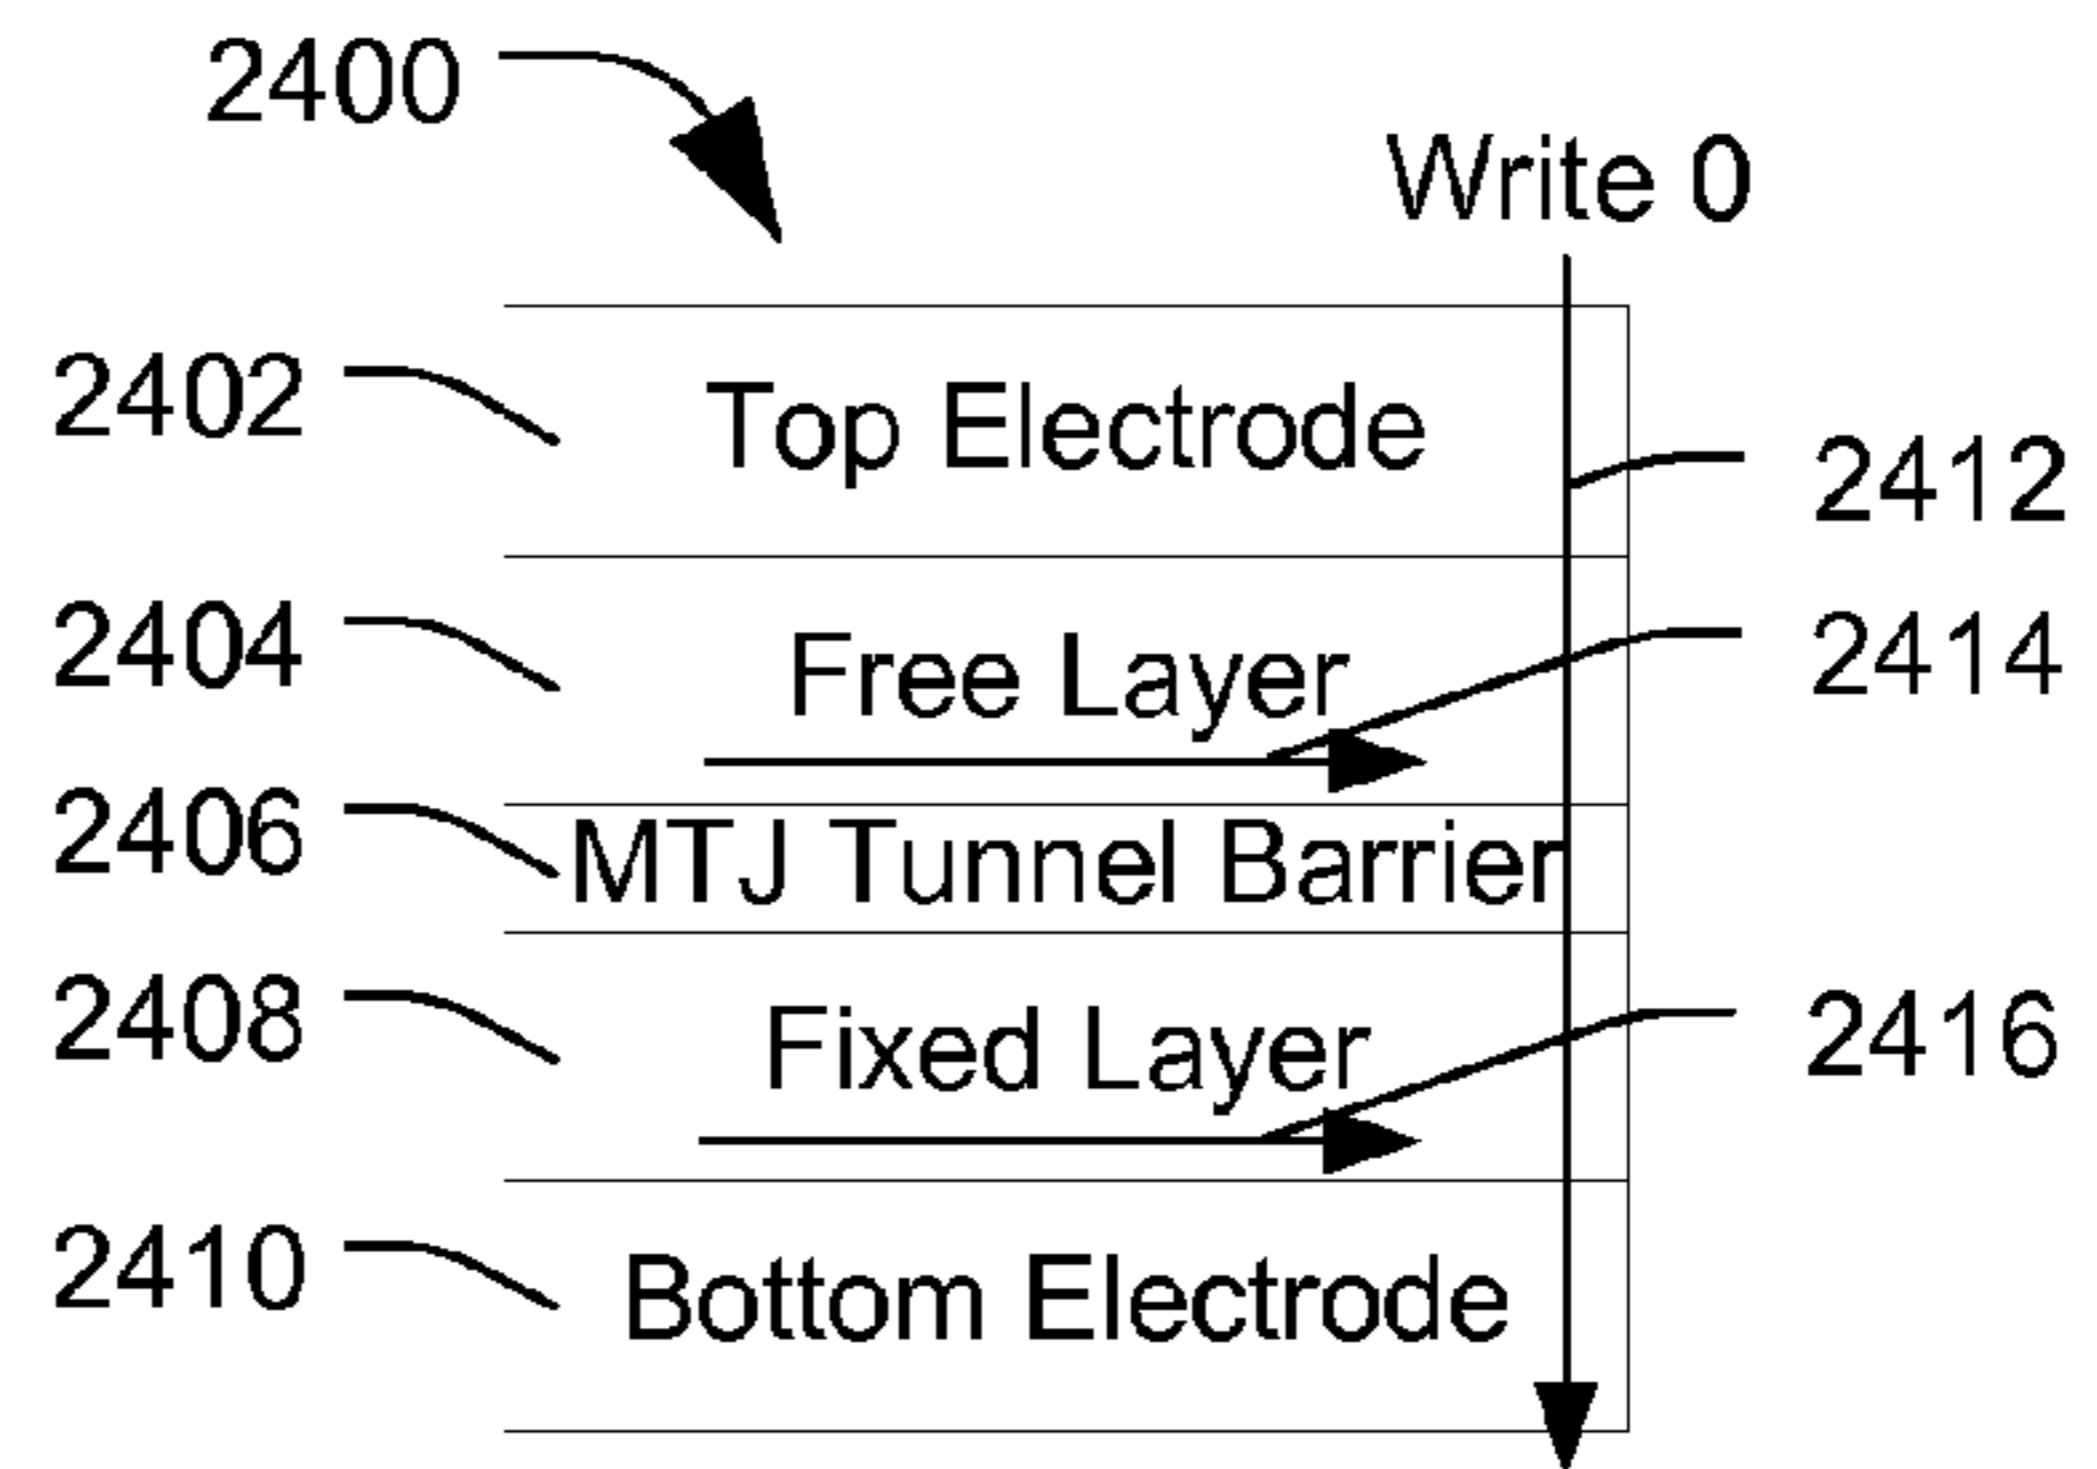 2400
Write 0
2402 Top Electrode 2412
2404 Free Layer 2414
2406 MTJ Tunnel Barrier
2408 Fixed Layer 2416
2410 Bottom Electrode